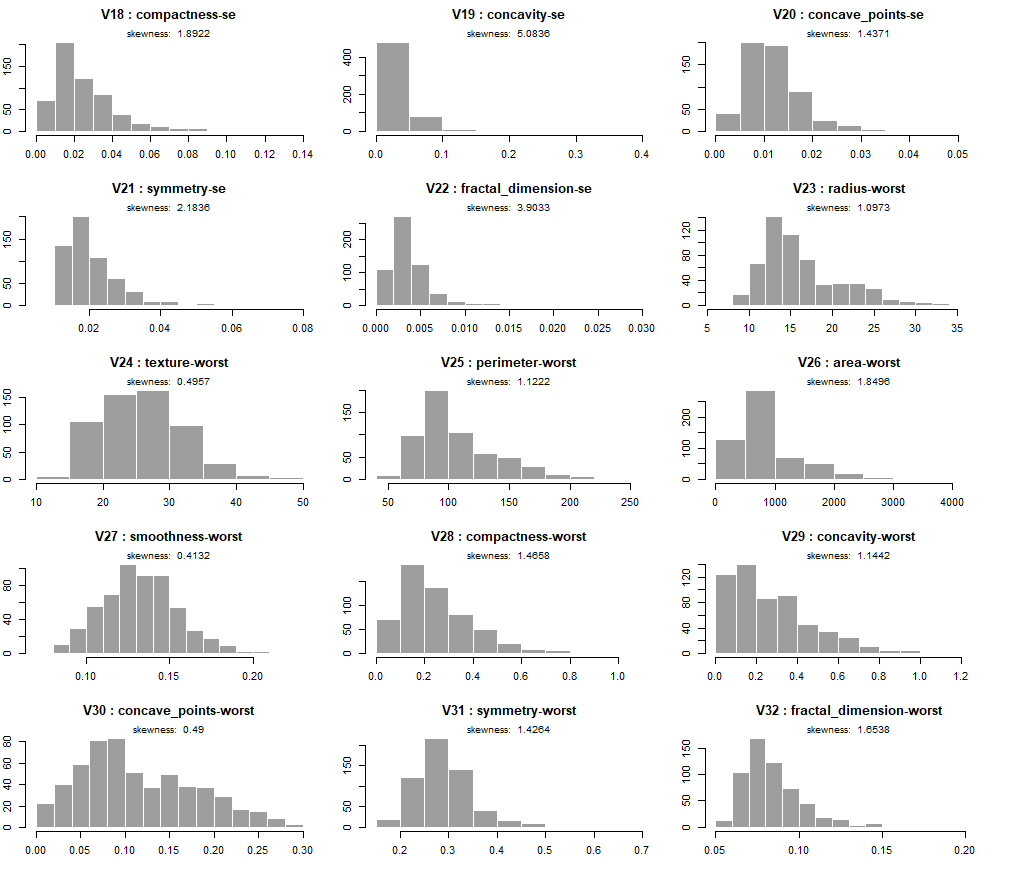 V18 : compactness-se
skewness: 1.8922
0 50 150
0.00 0.02 0.04 0.06 0.08 0.10 0.12 0.14
V19 : concavity-se
skewness: 5.0836
0 200 400
0.0 0.1 0.2 0.3 0.4
V20 : concave_points-se
skewness: 1.4371
0 50 150
0.00 0.01 0.02 0.03 0.04 0.05
V21 : symmetry-se
skewness: 2.1836
0 50 150
0.02 0.04 0.06 0.08
V22 : fractal_dimension-se
skewness: 3.9033
0 100 200
0.000 0.005 0.010 0.015 0.020 0.025 0.030
V23 : radius-worst
skewness: 1.0973
0 40 80 120
5 10 15 20 25 30 35
V24 : texture-worst
skewness: 0.4957
0 50 100 150
10 20 30 40 50
V25 : perimeter-worst
skewness: 1.1222
0 50 150
50 100 150 200 250
V26 : area-worst
skewness: 1.8496
0 100 200
0 1000 2000 3000 4000
V27 : smoothness-worst
skewness: 0.4132
0 40 80
0.10 0.15 0.20
V28 : compactness-worst
skewness: 1.4658
0 50 100
0.0 0.2 0.4 0.6 0.8 1.0
V29 : concavity-worst
skewness: 1.1442
0 40 80 120
0.0 0.2 0.4 0.6 0.8 1.0 1.2
V30 : concave_points-worst
skewness: 0.49
0 20 40 60 80
0.00 0.05 0.10 0.15 0.20 0.25 0.30
V31 : symmetry-worst
skewness: 1.4264
0 50 150
0.2 0.3 0.4 0.5 0.6 0.7
V32 : fractal_dimension-worst
skewness: 1.6538
0 50 100 150
0.05 0.10 0.15 0.20